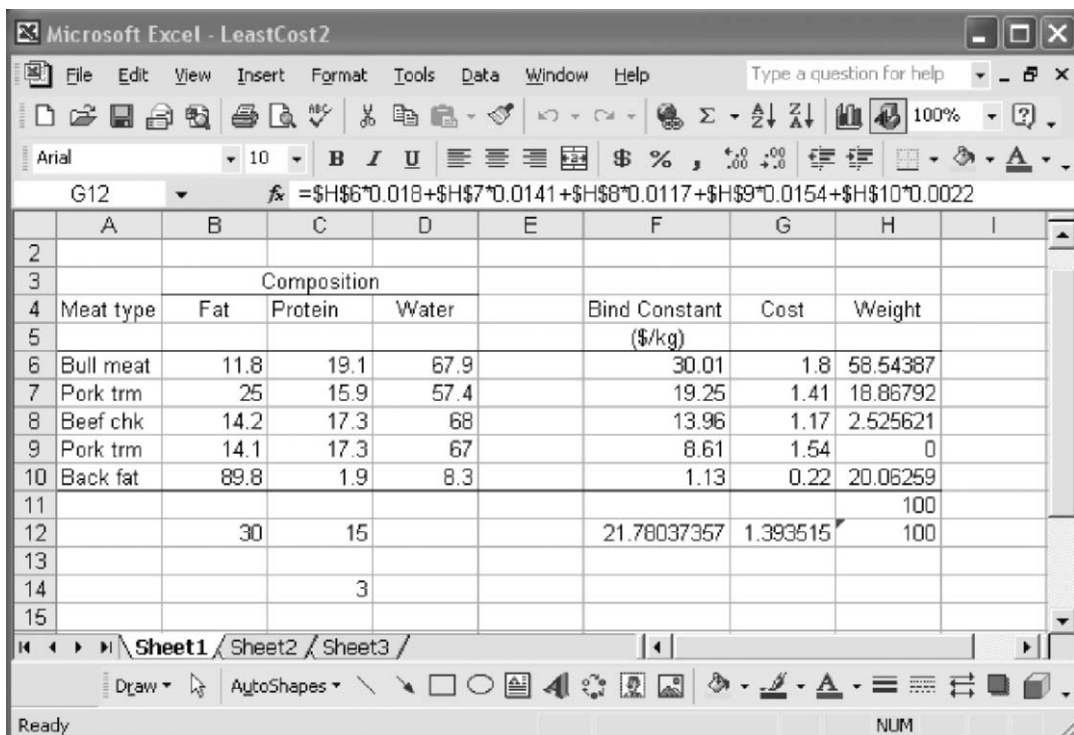 Microsoft Excel - LeastCost2
File Edit View Insert Format Tools Data Window Help Type a question for help
100%
Arial 10 B I U $ % ,
G12 fx =$H$6*0.018+$H$7*0.0141+$H$8*0.0117+$H$9*0.0154+$H$10*0.0022
A B C D E F G H I
2
3 Composition
4 Meat type Fat Protein Water Bind Constant Cost Weight
5 ($/kg)
6 Bull meat 11.8 19.1 67.9 30.01 1.8 58.54387
7 Pork trm 25 15.9 57.4 19.25 1.41 18.86792
8 Beef chk 14.2 17.3 68 13.96 1.17 2.525621
9 Pork trm 14.1 17.3 67 8.61 1.54 0
10 Back fat 89.8 1.9 8.3 1.13 0.22 20.06259
11 100
12 30 15 21.78037357 1.393515 100
13
14 3
15
Sheet1 / Sheet2 / Sheet3 /
Draw AutoShapes A
Ready NUM